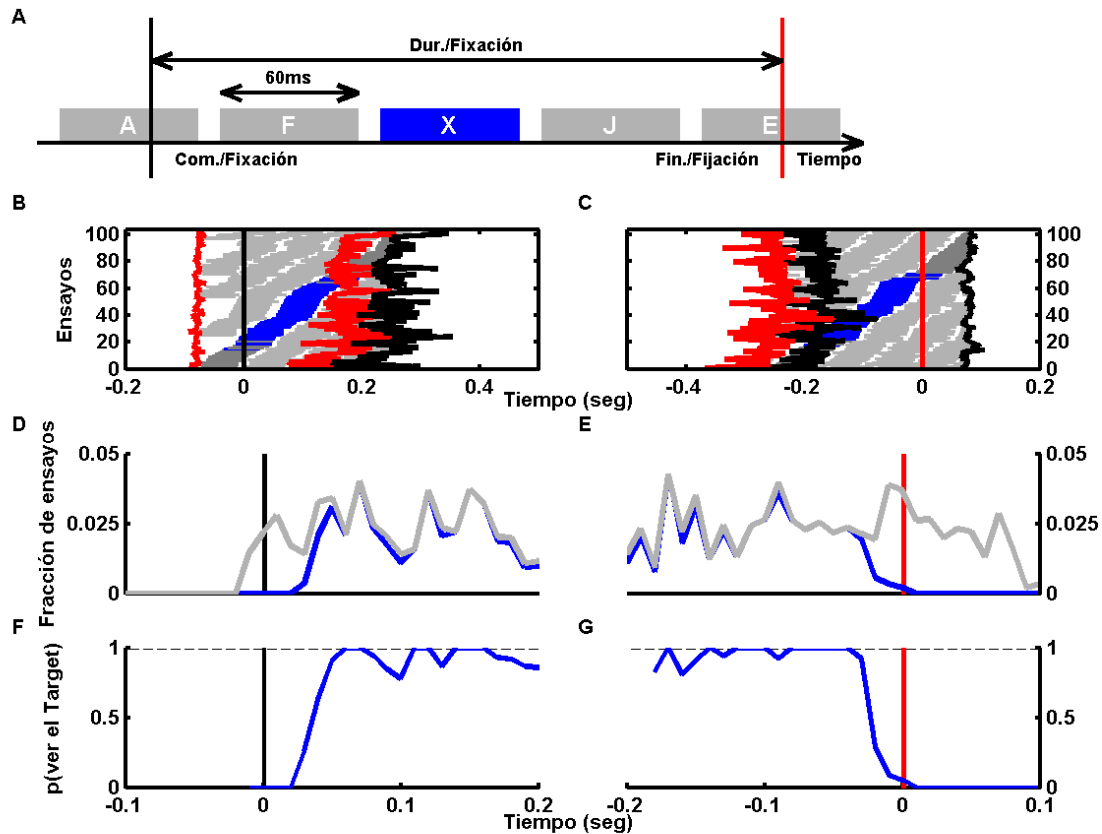 A
Dur./Fixación
60ms
A F X J E
Com./Fixación Fin./Fijación Tiempo
B C
Ensayos
100 100
80 80
60 60
40 40
20 20
0 0
-0.2 0 0.2 0.4 -0.4 -0.2 0 0.2
Tiempo (seg)
D E
Fracción de ensayos
0.05 0.05
0.025 0.025
0 0
F G
p(ver el Target)
1 1
0.5 0.5
0 0
-0.1 0 0.1 0.2 -0.2 -0.1 0 0.1
Tiempo (seg)